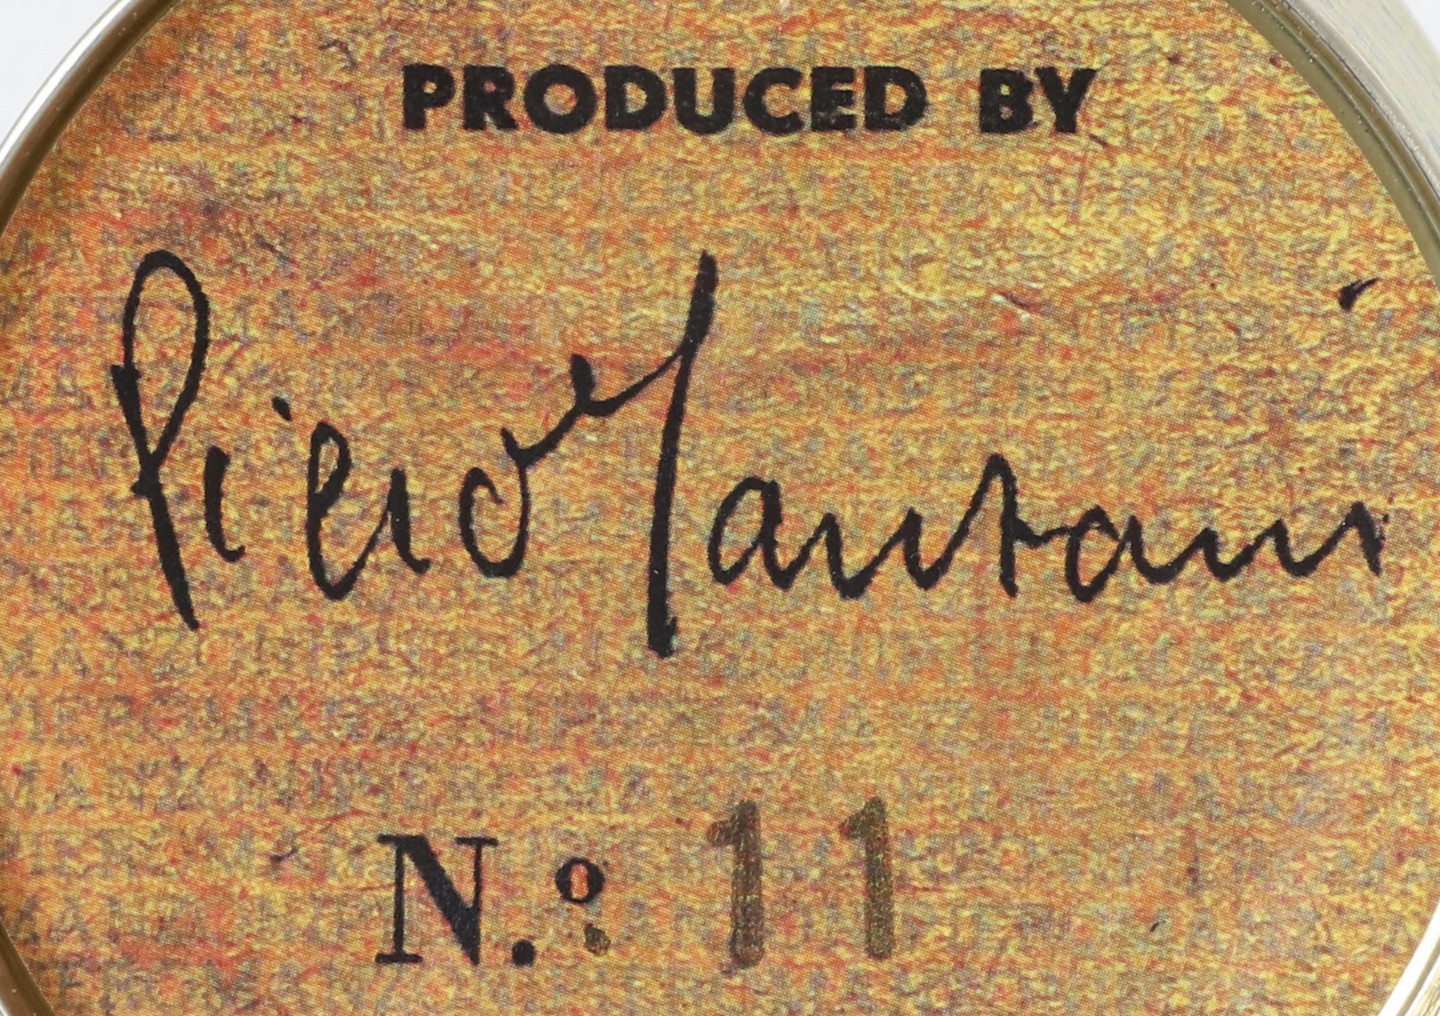 PRODUCED BY
Piero Manzoni
N.º 11